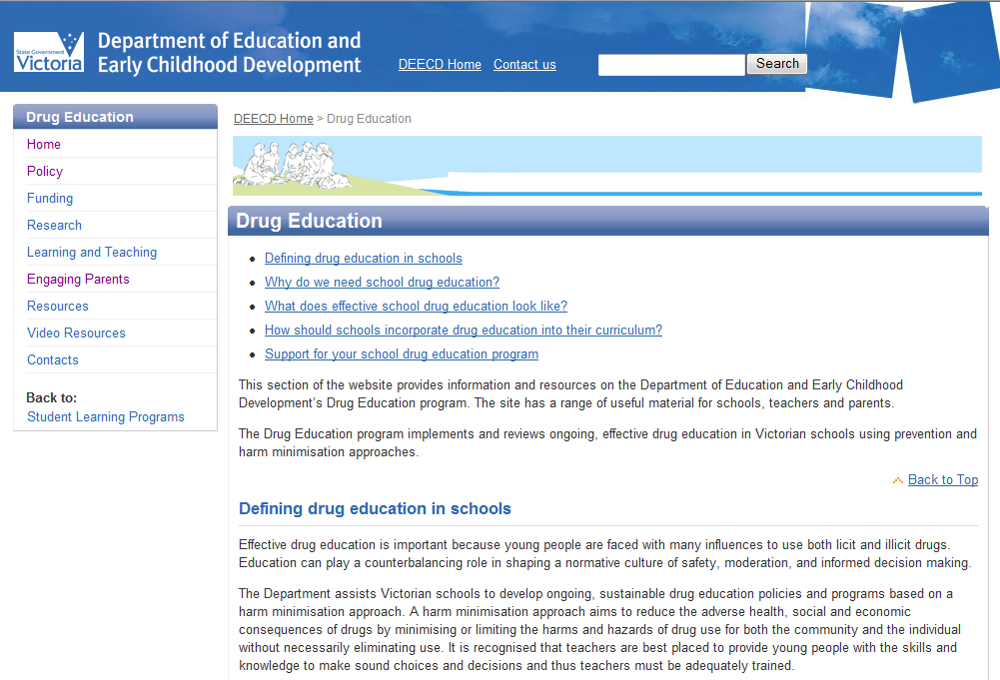 State Government
Victoria
Department of Education and
Early Childhood Development
DEECD Home Contact us Search
Drug Education
Home
Policy
Funding
Research
Learning and Teaching
Engaging Parents
Resources
Video Resources
Contacts
Back to:
Student Learning Programs
DEECD Home > Drug Education
Drug Education
• Defining drug education in schools
• Why do we need school drug education?
• What does effective school drug education look like?
• How should schools incorporate drug education into their curriculum?
• Support for your school drug education program
This section of the website provides information and resources on the Department of Education and Early Childhood
Development's Drug Education program. The site has a range of useful material for schools, teachers and parents.
The Drug Education program implements and reviews ongoing, effective drug education in Victorian schools using prevention and
harm minimisation approaches.
Back to Top
Defining drug education in schools
Effective drug education is important because young people are faced with many influences to use both licit and illicit drugs.
Education can play a counterbalancing role in shaping a normative culture of safety, moderation, and informed decision making.
The Department assists Victorian schools to develop ongoing, sustainable drug education policies and programs based on a
harm minimisation approach. A harm minimisation approach aims to reduce the adverse health, social and economic
consequences of drugs by minimising or limiting the harms and hazards of drug use for both the community and the individual
without necessarily eliminating use. It is recognised that teachers are best placed to provide young people with the skills and
knowledge to make sound choices and decisions and thus teachers must be adequately trained.